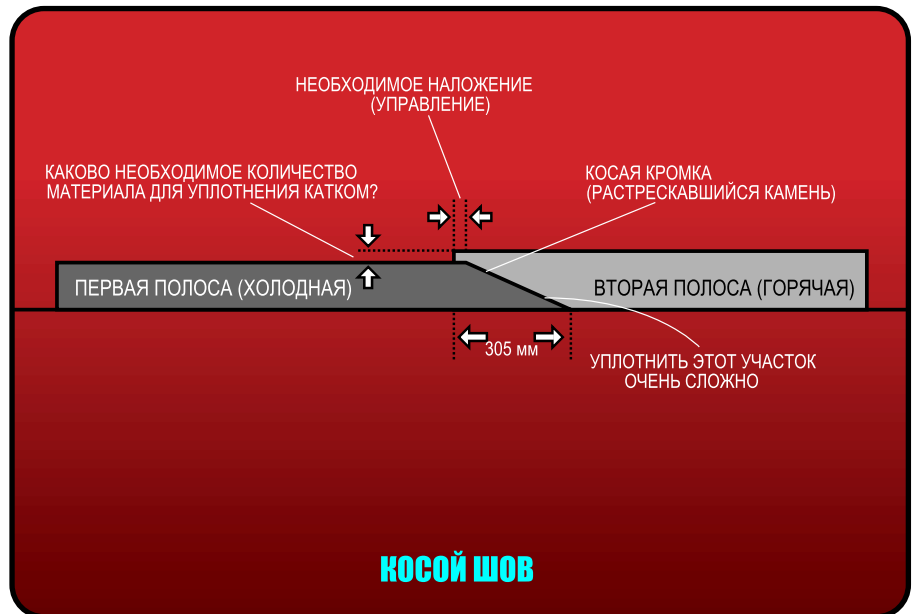 НЕОБХОДИМОЕ НАЛОЖЕНИЕ
(УПРАВЛЕНИЕ)
КАКОВО НЕОБХОДИМОЕ КОЛИЧЕСТВО
МАТЕРИАЛА ДЛЯ УПЛОТНЕНИЯ КАТКОМ?
КОСАЯ КРОМКА
(РАСТРЕСКАВШИЙСЯ КАМЕНЬ)
ПЕРВАЯ ПОЛОСА (ХОЛОДНАЯ)
ВТОРАЯ ПОЛОСА (ГОРЯЧАЯ)
305 мм
УПЛОТНИТЬ ЭТОТ УЧАСТОК
ОЧЕНЬ СЛОЖНО
КОСОЙ ШОВ